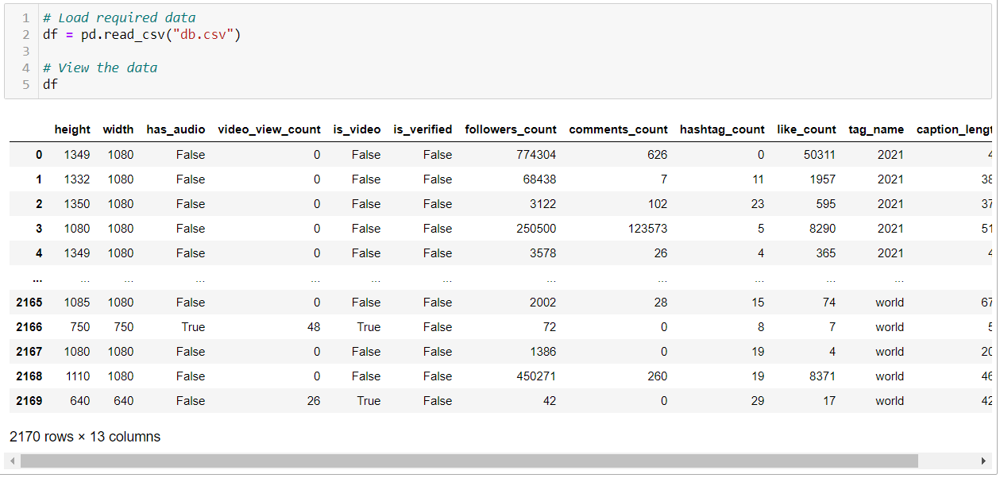 1 # Load required data
2 df = pd.read_csv("db.csv")
3
4 # View the data
5 df
height width has_audio video_view_count is_video is_verified followers_count comments_count hashtag_count like_count tag_name
0 1349 1080 False 0 False False 774304 626 0 50311 2021
1 1332 1080 False 0 False False 68438 7 11 1957 2021
2 1350 1080 False 0 False False 3122 102 23 595 2021
3 1080 1080 False 0 False False 250500 123573 5 8290 2021
4 1349 1080 False 0 False False 3578 26 4 365 2021
... ... ... ... ... ... ... ... ... ... ... ...
2165 1085 1080 False 0 False False 2002 28 15 74 world
2166 750 750 True 48 True False 72 0 8 7 world
2167 1080 1080 False 0 False False 1386 0 19 4 world
2168 1110 1080 False 0 False False 450271 260 19 8371 world
2169 640 640 False 26 True False 42 0 29 17 world
2170 rows × 13 columns